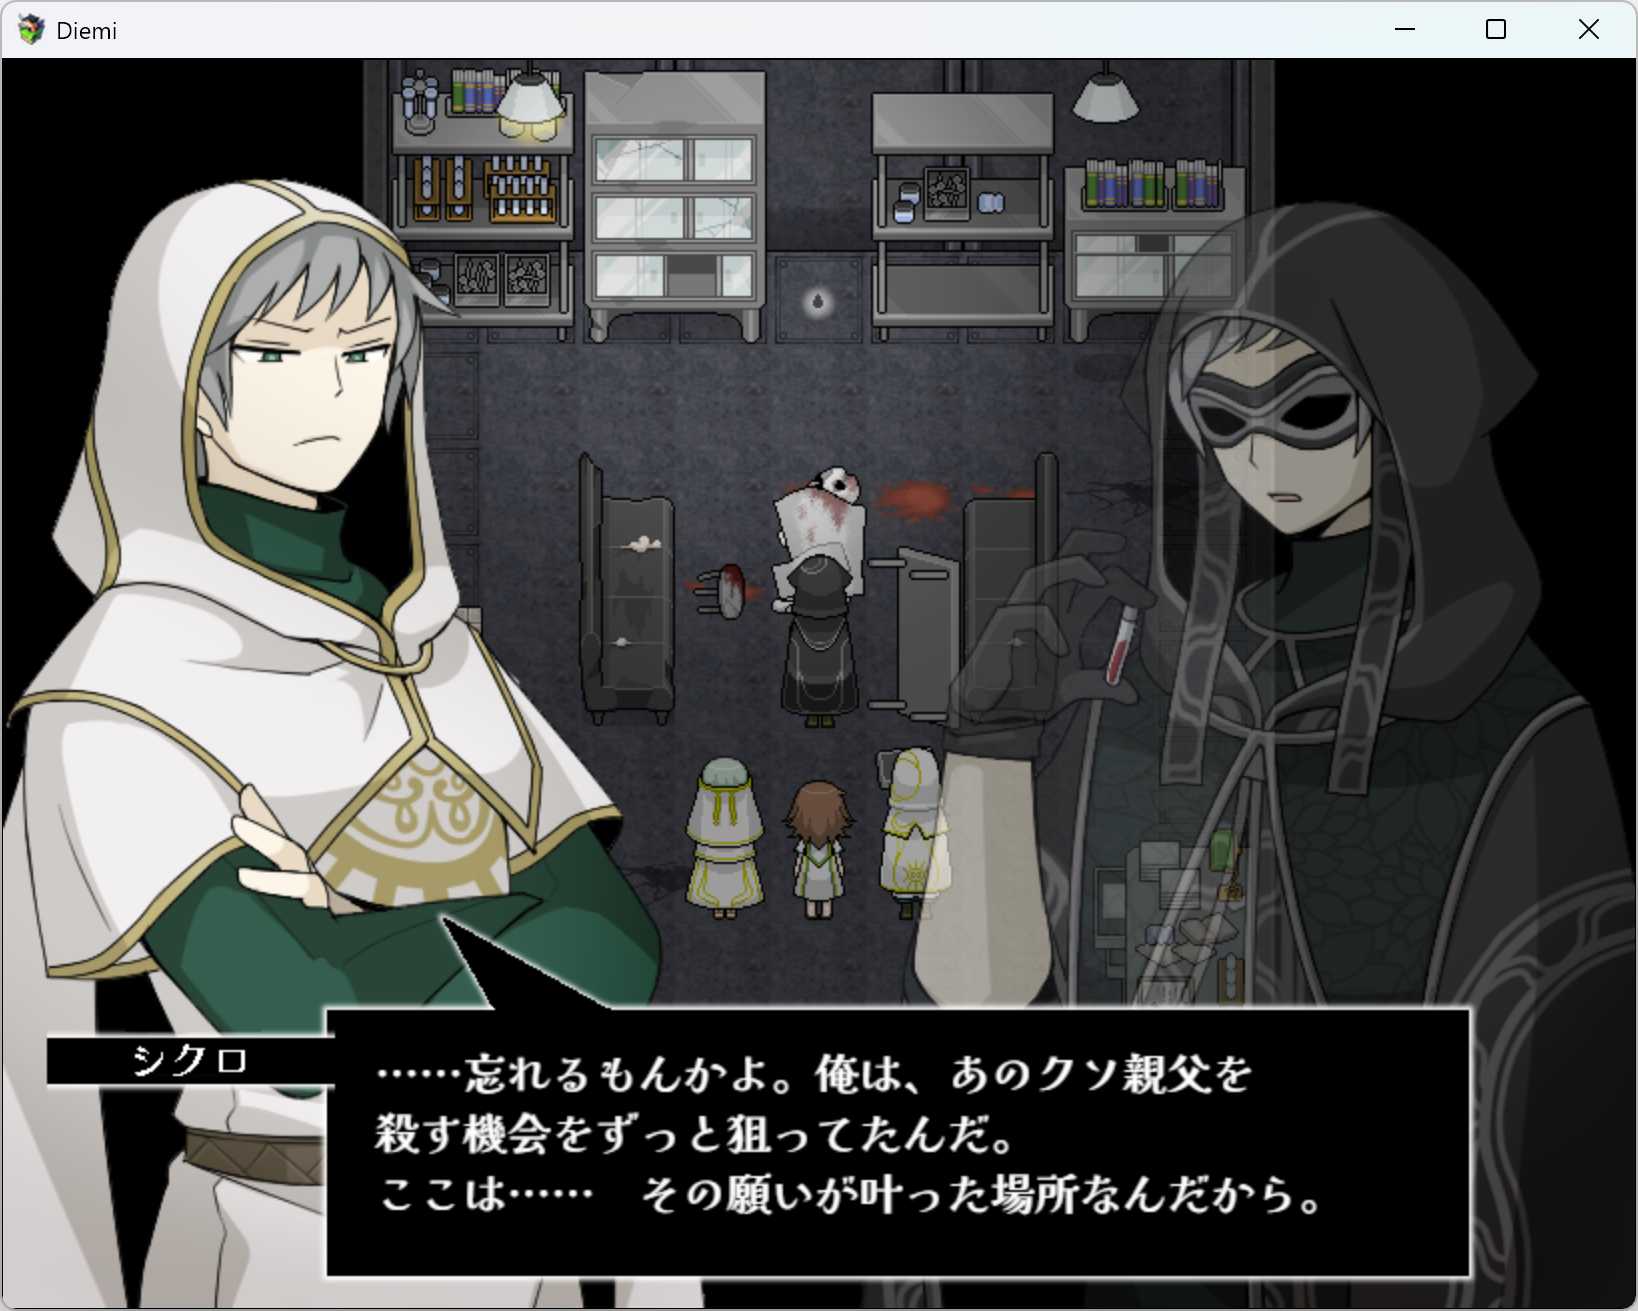 Diemi
シクロ
……忘れるもんかよ。俺は、あのクソ親父を
殺す機会をずっと狙ってたんだ。
ここは……　その願いが叶った場所なんだから。